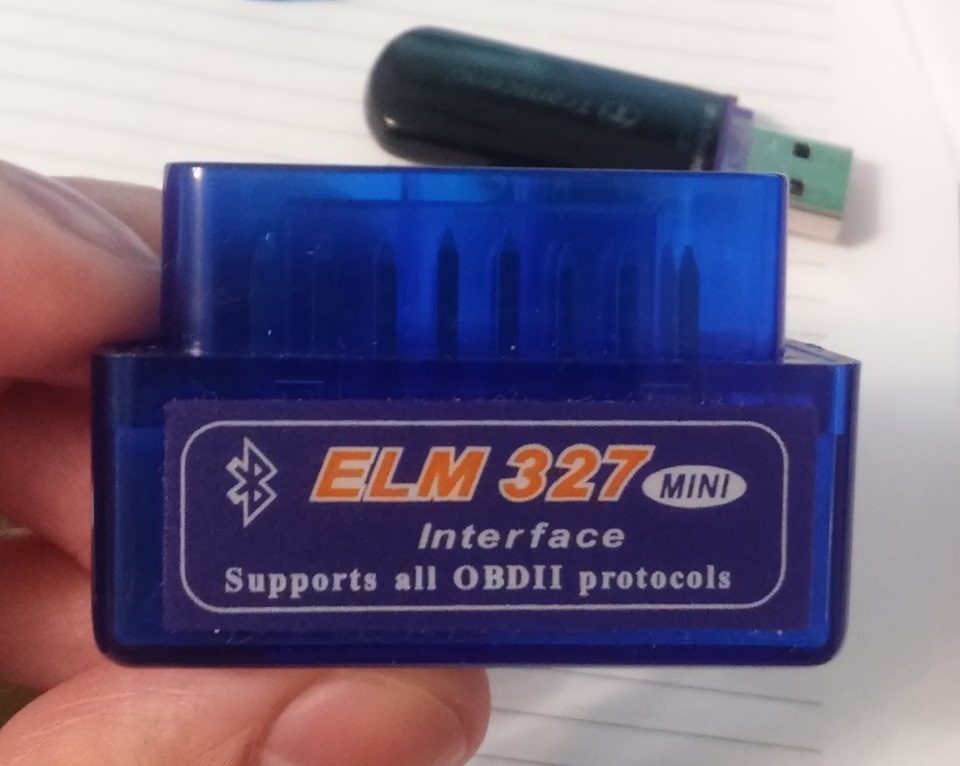 ELM 327 MINI
Interface
Supports all OBDII protocols